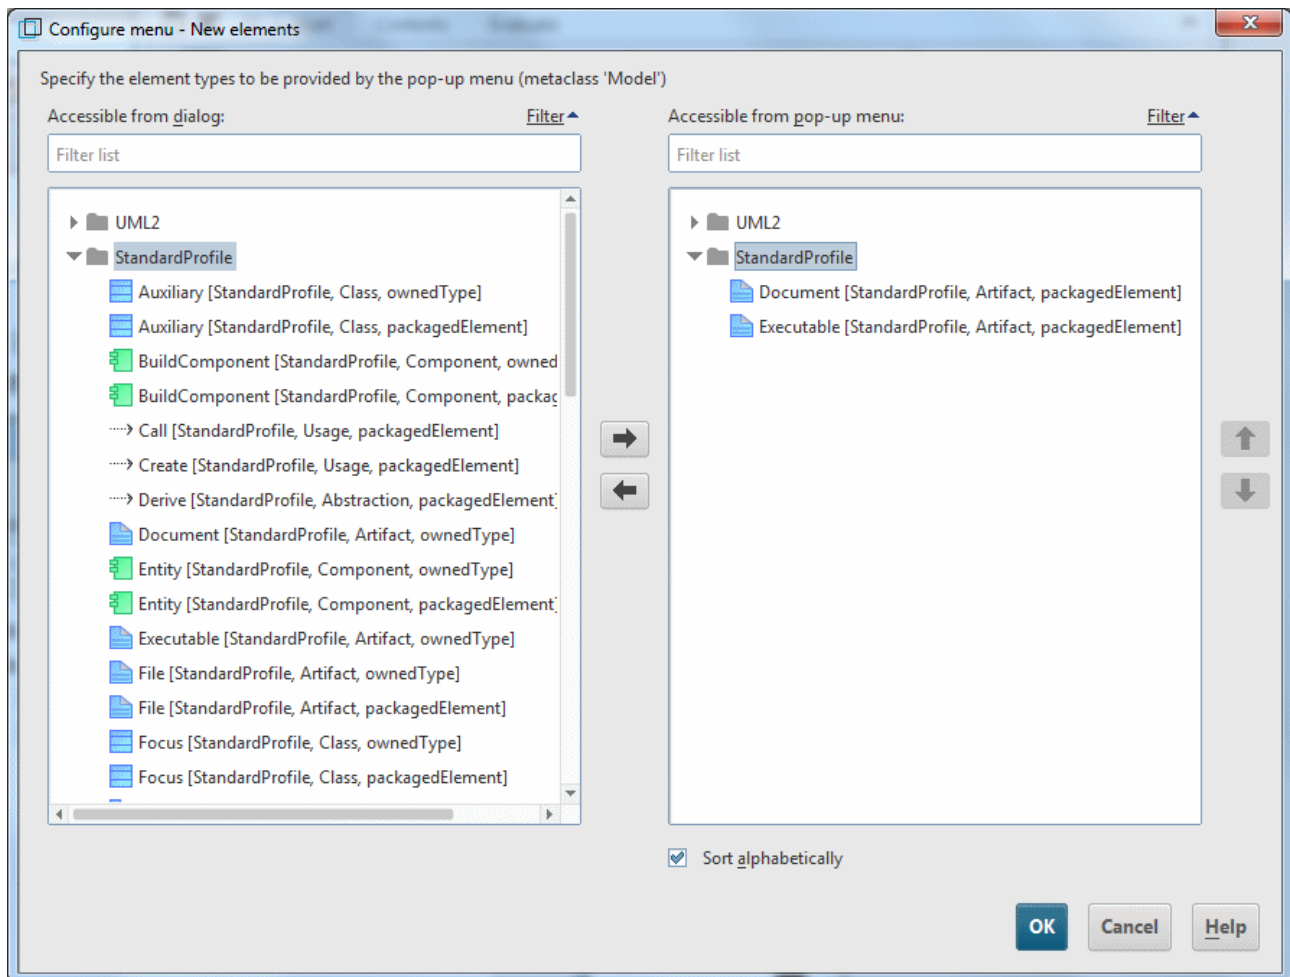 Configure menu - New elements
Specify the element types to be provided by the pop-up menu (metaclass 'Model')
Accessible from dialog:
Filter
Filter list
UML2
StandardProfile
Auxiliary [StandardProfile, Class, ownedType]
Auxiliary [StandardProfile, Class, packagedElement]
BuildComponent [StandardProfile, Component, owned
BuildComponent [StandardProfile, Component, packag
Call [StandardProfile, Usage, packagedElement]
Create [StandardProfile, Usage, packagedElement]
Derive [StandardProfile, Abstraction, packagedElement]
Document [StandardProfile, Artifact, ownedType]
Entity [StandardProfile, Component, ownedType]
Entity [StandardProfile, Component, packagedElement]
Executable [StandardProfile, Artifact, ownedType]
File [StandardProfile, Artifact, ownedType]
File [StandardProfile, Artifact, packagedElement]
Focus [StandardProfile, Class, ownedType]
Focus [StandardProfile, Class, packagedElement]
Accessible from pop-up menu:
Filter
Filter list
UML2
StandardProfile
Document [StandardProfile, Artifact, packagedElement]
Executable [StandardProfile, Artifact, packagedElement]
Sort alphabetically
OK
Cancel
Help